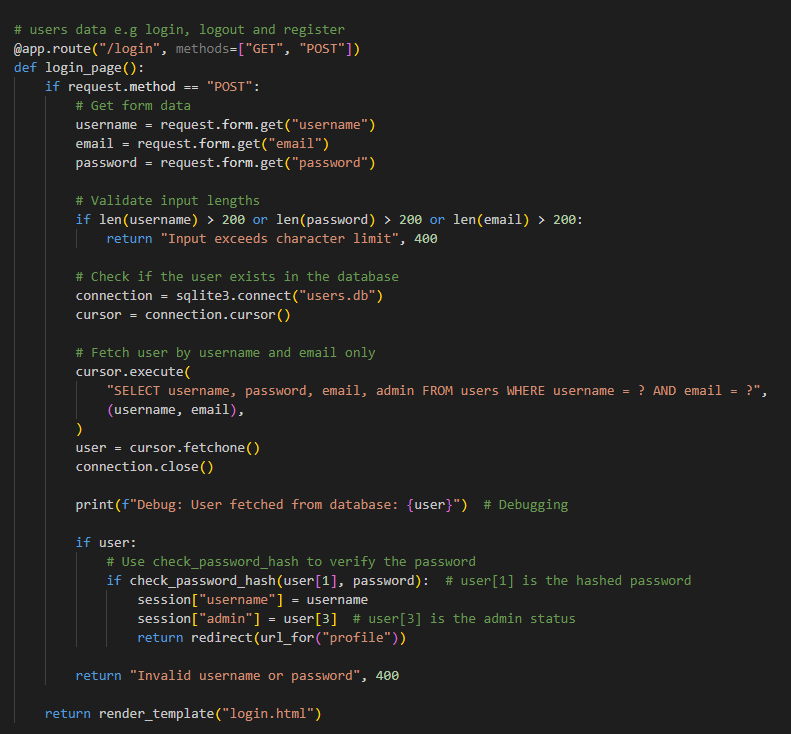 # users data e.g login, logout and register
@app.route("/login", methods=["GET", "POST"])
def login_page():
    if request.method == "POST":
        # Get form data
        username = request.form.get("username")
        email = request.form.get("email")
        password = request.form.get("password")

        # Validate input lengths
        if len(username) > 200 or len(password) > 200 or len(email) > 200:
            return "Input exceeds character limit", 400

        # Check if the user exists in the database
        connection = sqlite3.connect("users.db")
        cursor = connection.cursor()

        # Fetch user by username and email only
        cursor.execute(
            "SELECT username, password, email, admin FROM users WHERE username = ? AND email = ?",
            (username, email),
        )
        user = cursor.fetchone()
        connection.close()

        print(f"Debug: User fetched from database: {user}")  # Debugging

        if user:
            # Use check_password_hash to verify the password
            if check_password_hash(user[1], password):  # user[1] is the hashed password
                session["username"] = username
                session["admin"] = user[3]  # user[3] is the admin status
                return redirect(url_for("profile"))

        return "Invalid username or password", 400

    return render_template("login.html")